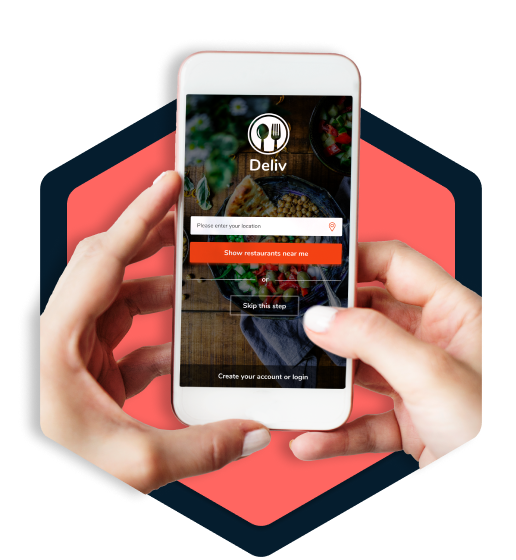 Deliv
Please enter your location
Show restaurants near me
or
Skip this step
Create your account or login